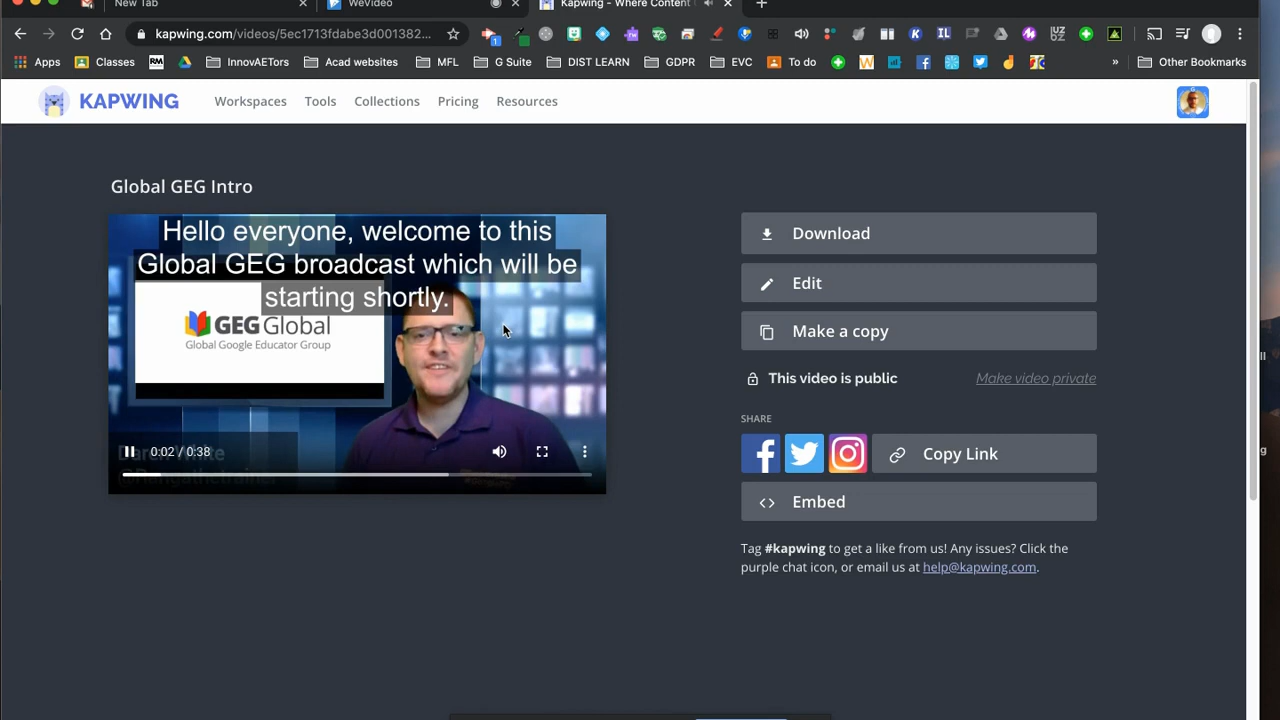 New Tab
WeVideo
Kapwing - Where Content
kapwing.com/videos/5ec1713fdabe3d001382...
Apps
Classes
RM
InnovAETors
Acad websites
MFL
G Suite
DIST LEARN
GDPR
EVC
To do
»
Other Bookmarks
KAPWING
Workspaces
Tools
Collections
Pricing
Resources
Global GEG Intro
Hello everyone, welcome to this
Global GEG broadcast which will be
starting shortly.
GEG Global
Global Google Educator Group
0:02 / 0:38
Download
Edit
Make a copy
This video is public
Make video private
SHARE
Copy Link
Embed
Tag #kapwing to get a like from us! Any issues? Click the
purple chat icon, or email us at help@kapwing.com.